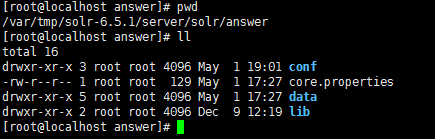 [root@localhost answer]# pwd
/var/tmp/solr-6.5.1/server/solr/answer
[root@localhost answer]# ll
total 16
drwxr-xr-x 3 root root 4096 May  1 19:01 conf
-rw-r--r-- 1 root root  129 May  1 17:27 core.properties
drwxr-xr-x 5 root root 4096 May  1 17:27 data
drwxr-xr-x 2 root root 4096 Dec  9 12:19 lib
[root@localhost answer]#